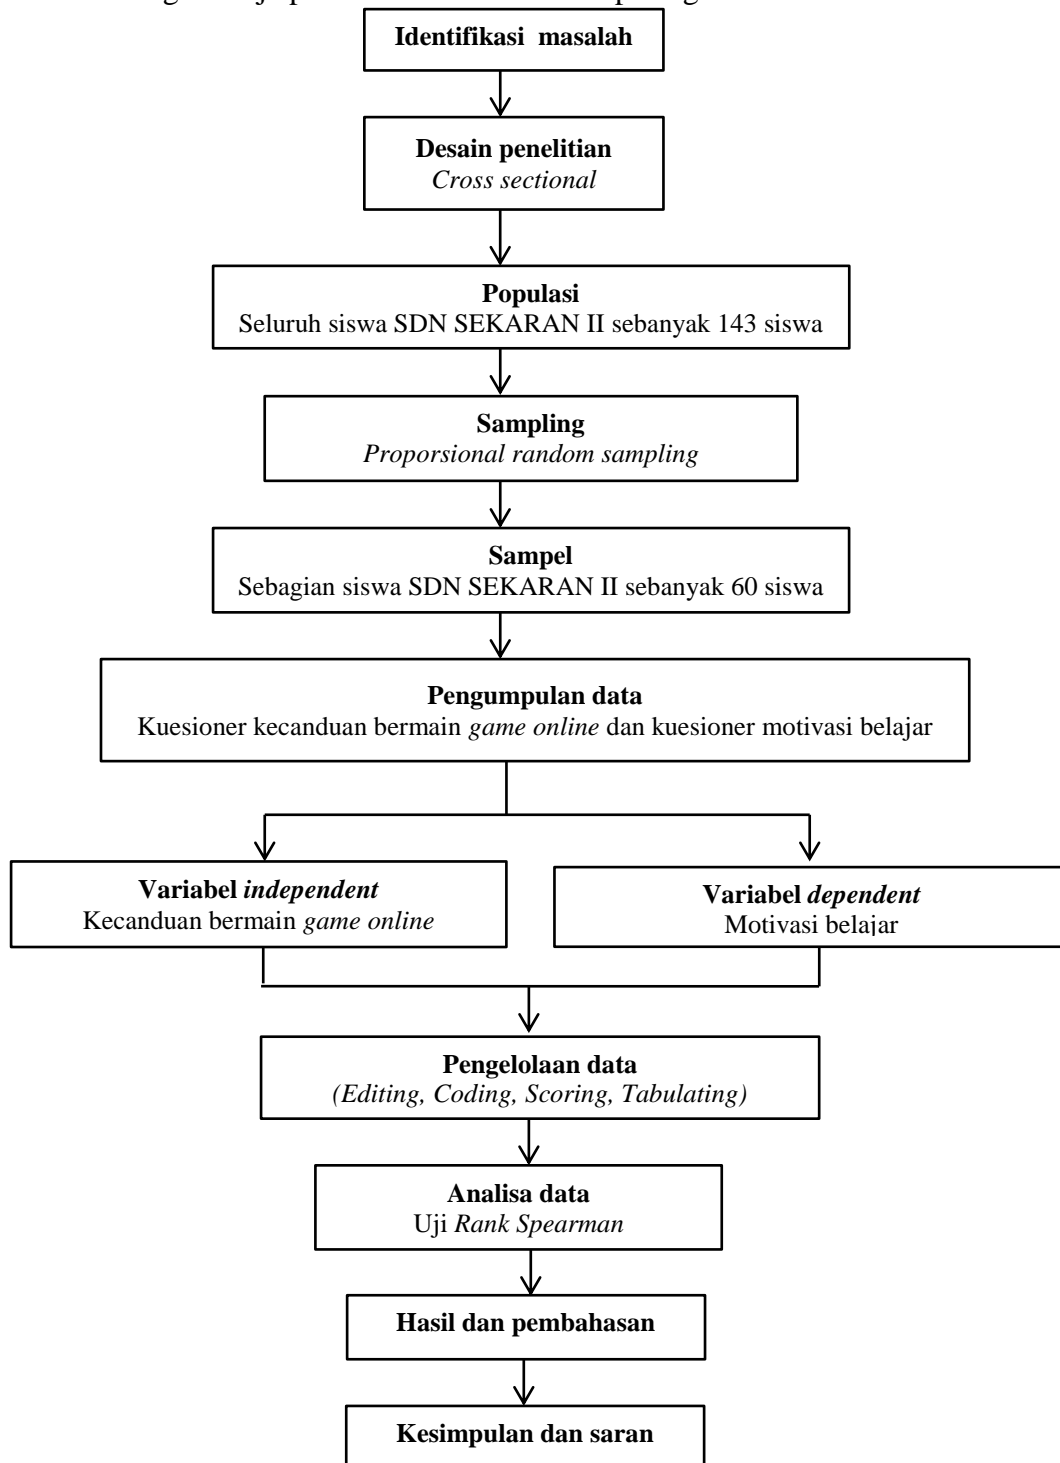 Identifikasi masalah
Desain penelitian
Cross sectional
Populasi
Seluruh siswa SDN SEKARAN II sebanyak 143 siswa
Sampling
Proporsional random sampling
Sampel
Sebagian siswa SDN SEKARAN II sebanyak 60 siswa
Pengumpulan data
Kuesioner kecanduan bermain game online dan kuesioner motivasi belajar
Variabel independent
Kecanduan bermain game online
Variabel dependent
Motivasi belajar
Pengelolaan data
(Editing, Coding, Scoring, Tabulating)
Analisa data
Uji Rank Spearman
Hasil dan pembahasan
Kesimpulan dan saran